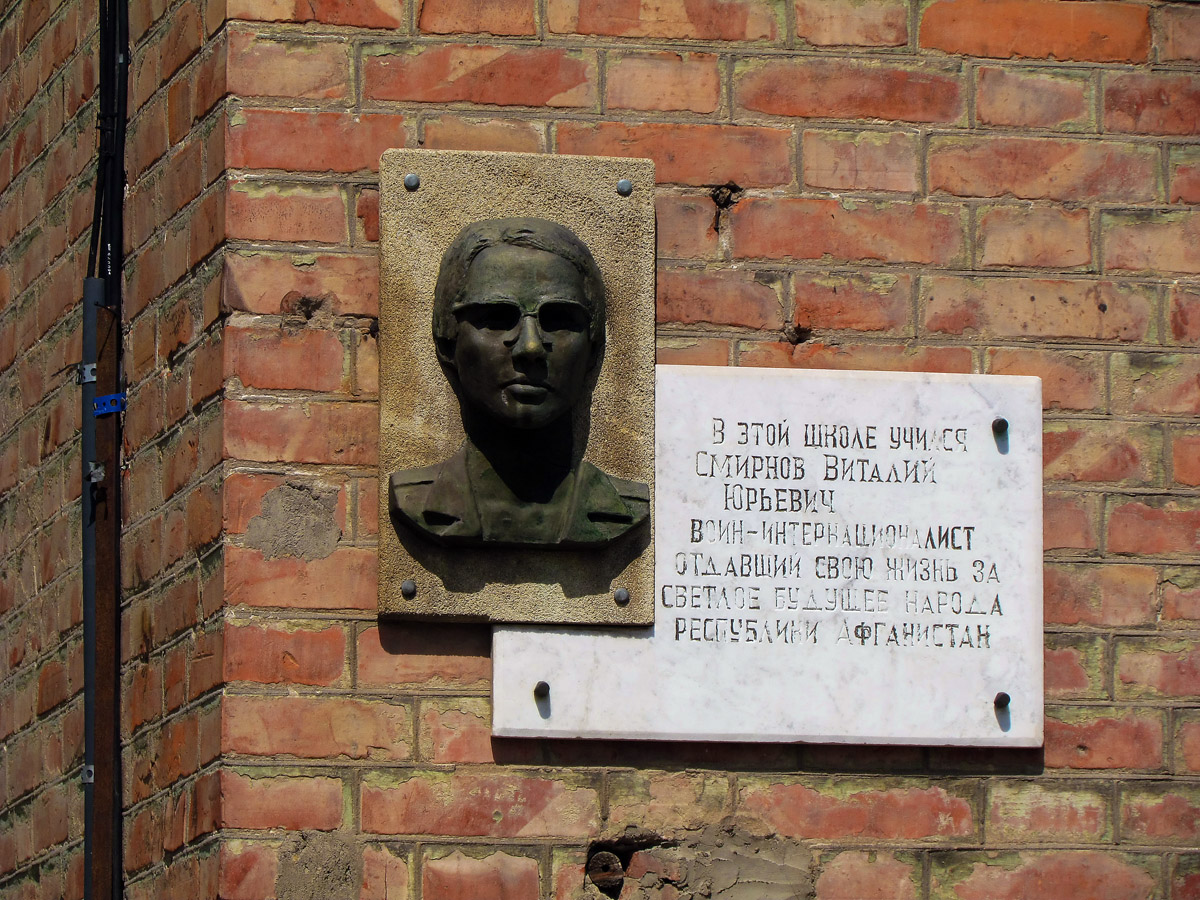 В ЭТОЙ ШКОЛЕ УЧИЛСЯ
СМИРНОВ ВИТАЛИЙ
ЮРЬЕВИЧ
ВОИН-ИНТЕРНАЦИОНАЛИСТ
ОТДАВШИЙ СВОЮ ЖИЗНЬ ЗА
СВЕТЛОЕ БУДУЩЕЕ НАРОДА
РЕСПУБЛИКИ АФГАНИСТАН